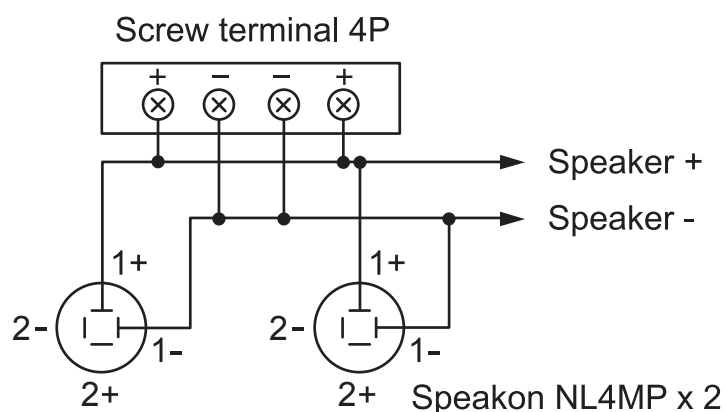 Screw terminal 4P
+ − − +
Speaker +
Speaker -
1+ 1+
2- 1- 2- 1-
2+ 2+
Speakon NL4MP x 2